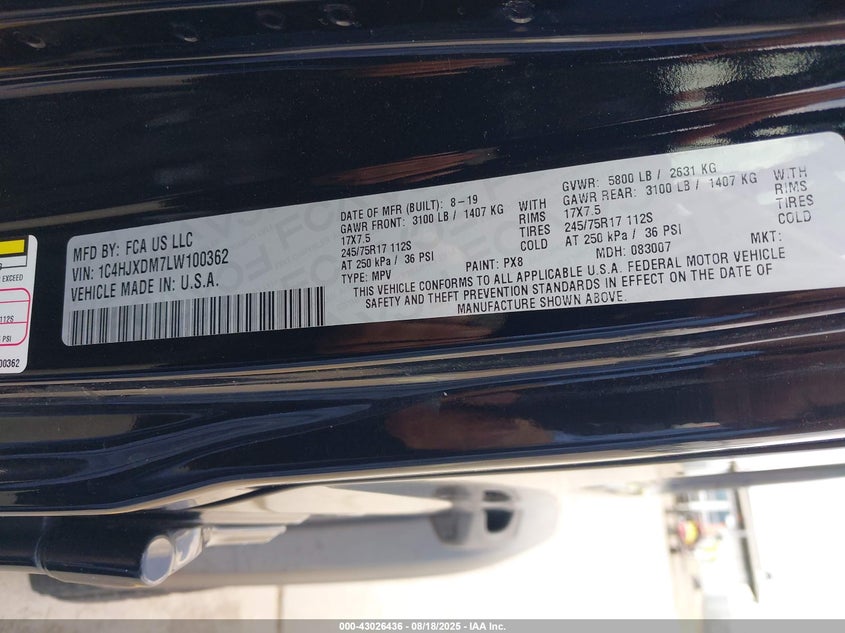 MFD BY: FCA US LLC
VIN: 1C4HJXDM7LW100362
VEHICLE MADE IN: U.S.A.
DATE OF MFR (BUILT): 8-19
GAWR FRONT: 3100 LB / 1407 KG WITH
17X7.5 RIMS
245/75R17 112S TIRES
AT 250 kPa / 36 PSI COLD
TYPE: MPV
PAINT: PX8
GVWR: 5800 LB / 2631 KG
GAWR REAR: 3100 LB / 1407 KG WITH
17X7.5 RIMS
245/75R17 112S TIRES
AT 250 kPa / 36 PSI COLD
MDH: 083007
MKT:
THIS VEHICLE CONFORMS TO ALL APPLICABLE U.S.A. FEDERAL MOTOR VEHICLE
SAFETY AND THEFT PREVENTION STANDARDS IN EFFECT ON THE DATE OF
MANUFACTURE SHOWN ABOVE.
EXCEED
112S
PSI
00362
000-43026436 - 08/18/2025 - IAA Inc.